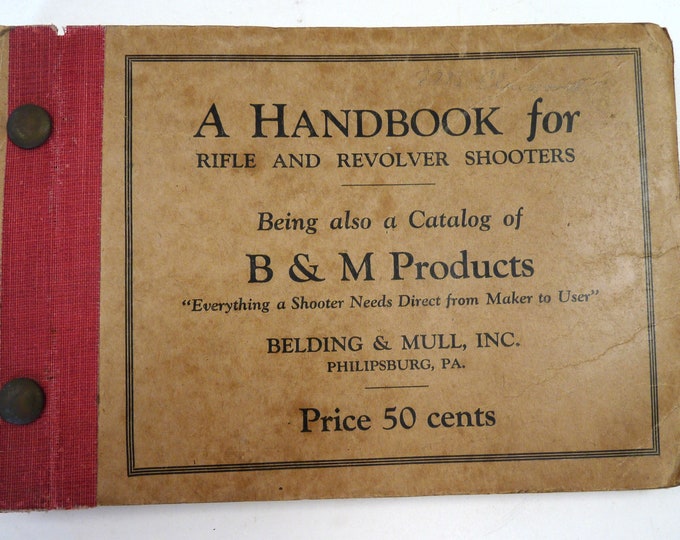 A HANDBOOK for
RIFLE AND REVOLVER SHOOTERS
Being also a Catalog of
B & M Products
"Everything a Shooter Needs Direct from Maker to User"
BELDING & MULL, INC.
PHILIPSBURG, PA.
Price 50 cents